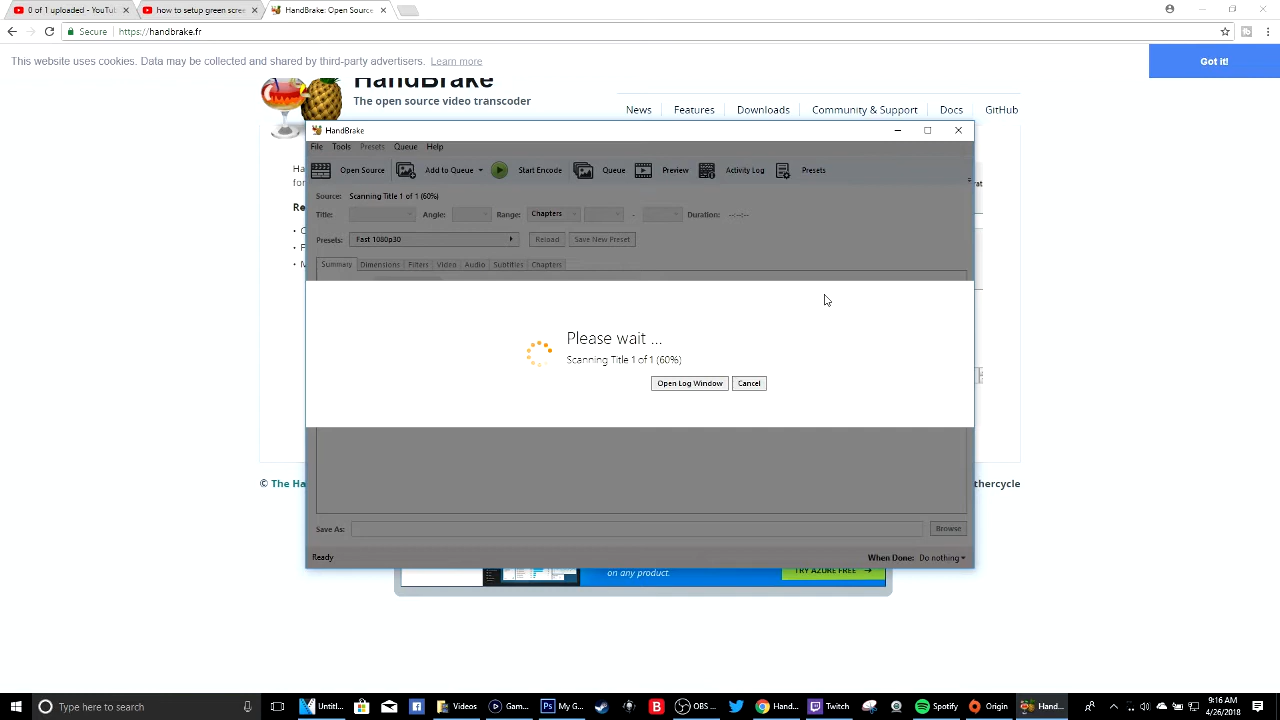 0 of 1 uploaded - YouTu
how to setup green scree
HandBrake: Open Source
Secure
https://handbrake.fr
This website uses cookies. Data may be collected and shared by third-party advertisers. Learn more
Got it!
HandBrake
The open source video transcoder
News
Features
Downloads
Community & Support
Docs
GitHub
HandBrake
File
Tools
Presets
Queue
Help
Open Source
Add to Queue
Start Encode
Queue
Preview
Activity Log
Presets
Source: Scanning Title 1 of 1 (60%)
Title:
Angle:
Range:
Chapters
-
Duration:
--:--:--
Presets:
Fast 1080p30
Reload
Save New Preset
Summary
Dimensions
Filters
Video
Audio
Subtitles
Chapters
Please wait ...
Scanning Title 1 of 1 (60%)
Open Log Window
Cancel
© The Ha
thercycle
Save As:
Browse
Ready
When Done: Do nothing
on any product.
TRY AZURE FREE →
Type here to search
Untitl...
Videos
Gam...
My G...
OBS ...
Hand...
Twitch
Spotify
Origin
Hand...
9:16 AM
4/26/2018